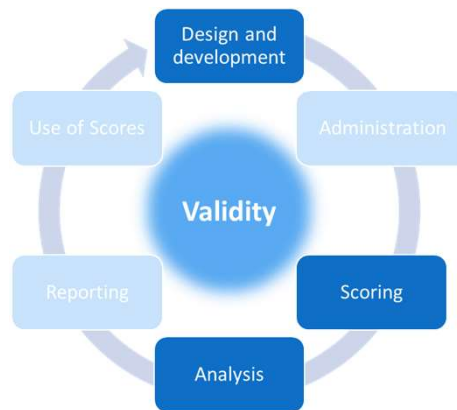 Design and
development
Use of Scores
Administration
Validity
Reporting
Scoring
Analysis